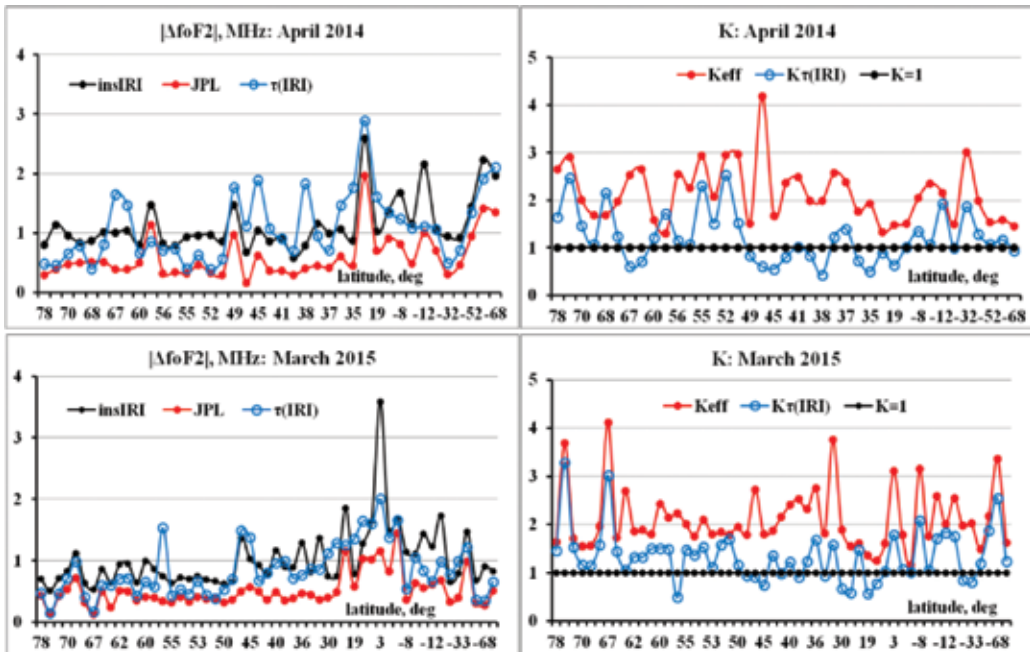 |ΔfoF2|, MHz: April 2014
4
3
2
1
0
insIRI JPL τ(IRI)
latitude, deg
78 70 68 67 60 56 55 52 49 45 41 38 37 35 19 -8 -12 -32 -52 -68
K: April 2014
5
4
3
2
1
0
Keff Kτ(IRI) K=1
latitude, deg
78 70 68 67 60 56 55 52 49 45 41 38 37 35 19 -8 -12 -32 -52 -68
|ΔfoF2|, MHz: March 2015
4
3
2
1
0
insIRI JPL τ(IRI)
latitude, deg
78 70 67 62 60 55 53 50 45 40 36 30 19 3 -8 -12 -33 -68
K: March 2015
5
4
3
2
1
0
Keff Kτ(IRI) K=1
latitude, deg
78 70 67 62 60 55 53 50 45 40 36 30 19 3 -8 -12 -33 -68